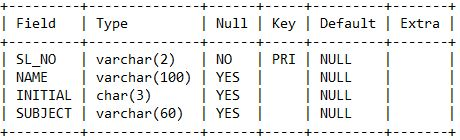 +---------+--------------+------+-----+---------+-------+
| Field   | Type         | Null | Key | Default | Extra |
+---------+--------------+------+-----+---------+-------+
| SL_NO   | varchar(2)   | NO   | PRI | NULL    |       |
| NAME    | varchar(100) | YES  |     | NULL    |       |
| INITIAL | char(3)      | YES  |     | NULL    |       |
| SUBJECT | varchar(60)  | YES  |     | NULL    |       |
+---------+--------------+------+-----+---------+-------+